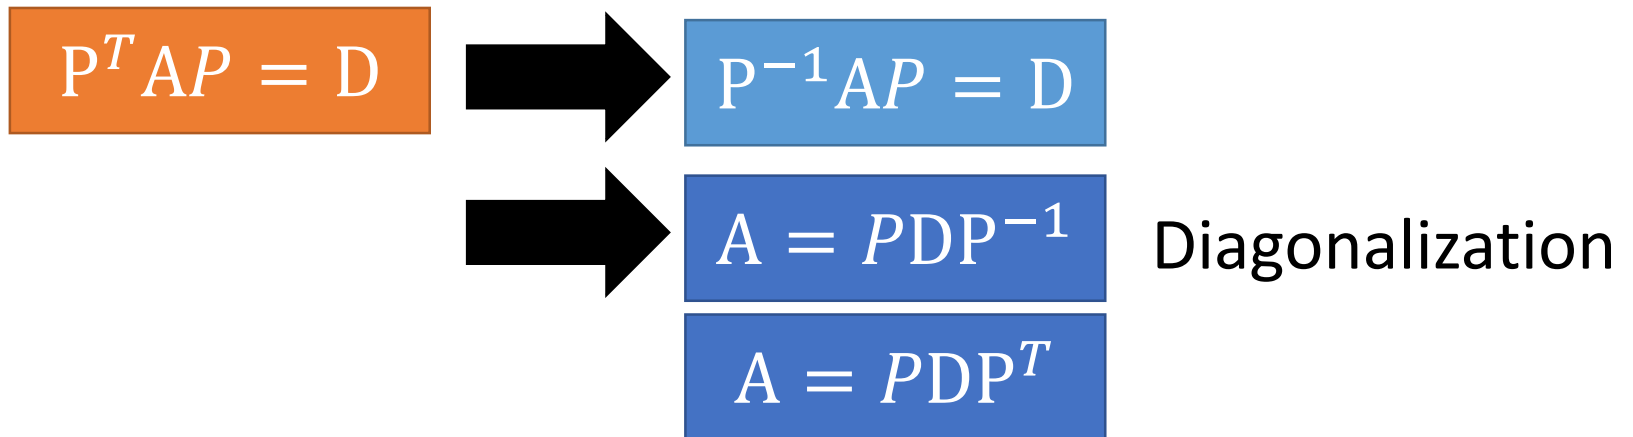 PᵀAP = D
P⁻¹AP = D
A = PDP⁻¹
Diagonalization
A = PDPᵀ